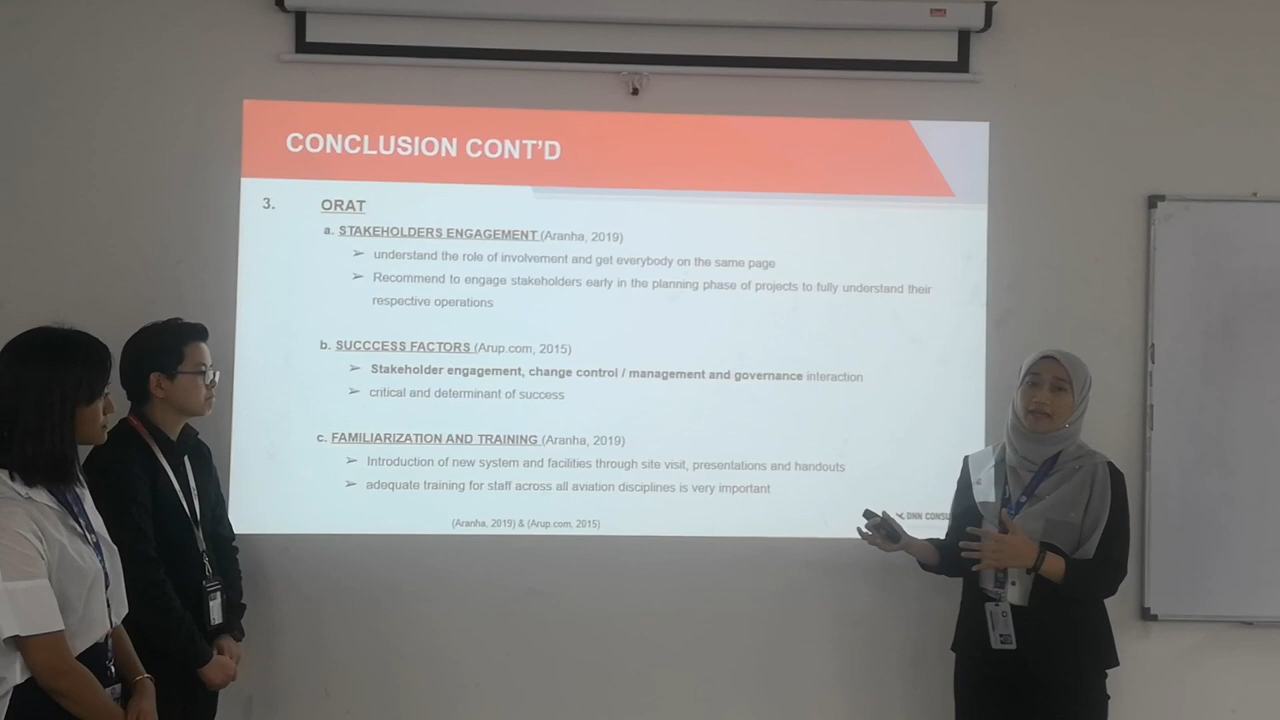 CONCLUSION CONT'D
3. ORAT
a. STAKEHOLDERS ENGAGEMENT (Aranha, 2019)
➢ understand the role of involvement and get everybody on the same page
➢ Recommend to engage stakeholders early in the planning phase of projects to fully understand their
respective operations
b. SUCCCESS FACTORS (Arup.com, 2015)
➢ Stakeholder engagement, change control / management and governance interaction
➢ critical and determinant of success
c. FAMILIARIZATION AND TRAINING (Aranha, 2019)
➢ Introduction of new system and facilities through site visit, presentations and handouts
➢ adequate training for staff across all aviation disciplines is very important
(Aranha, 2019) & (Arup.com, 2015)
DNN CONSU